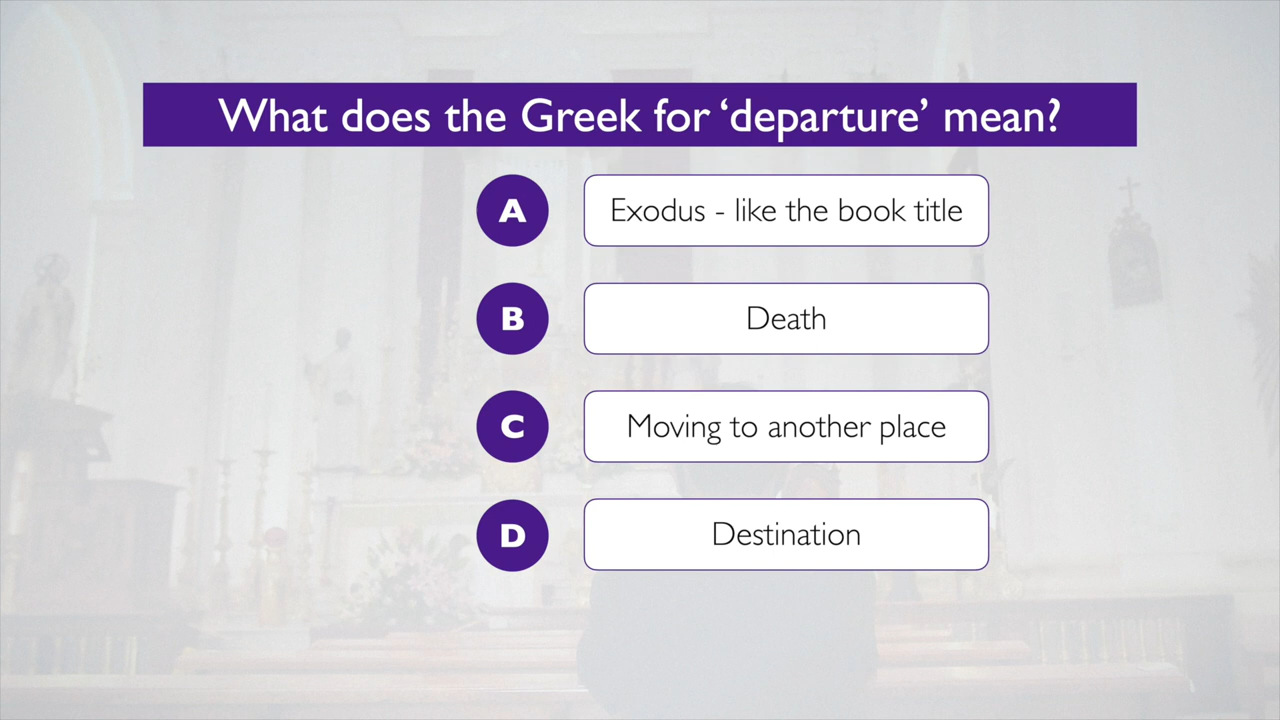 What does the Greek for ‘departure’ mean?
A Exodus - like the book title
B Death
C Moving to another place
D Destination